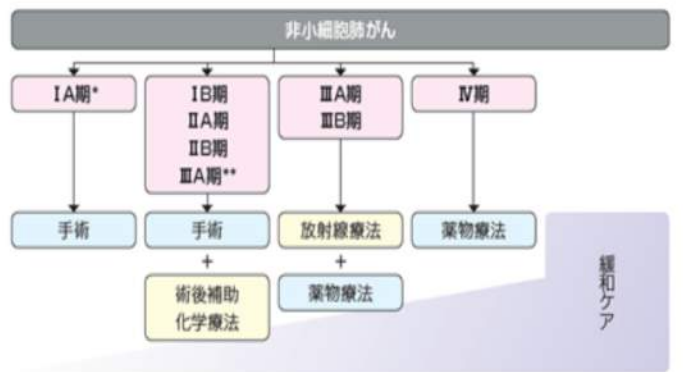 非小細胞肺がん
ⅠA期*
ⅠB期
ⅡA期
ⅡB期
ⅢA期**
ⅢA期
ⅢB期
Ⅳ期
手術
手術
+
術後補助
化学療法
放射線療法
+
薬物療法
薬物療法
緩和ケア